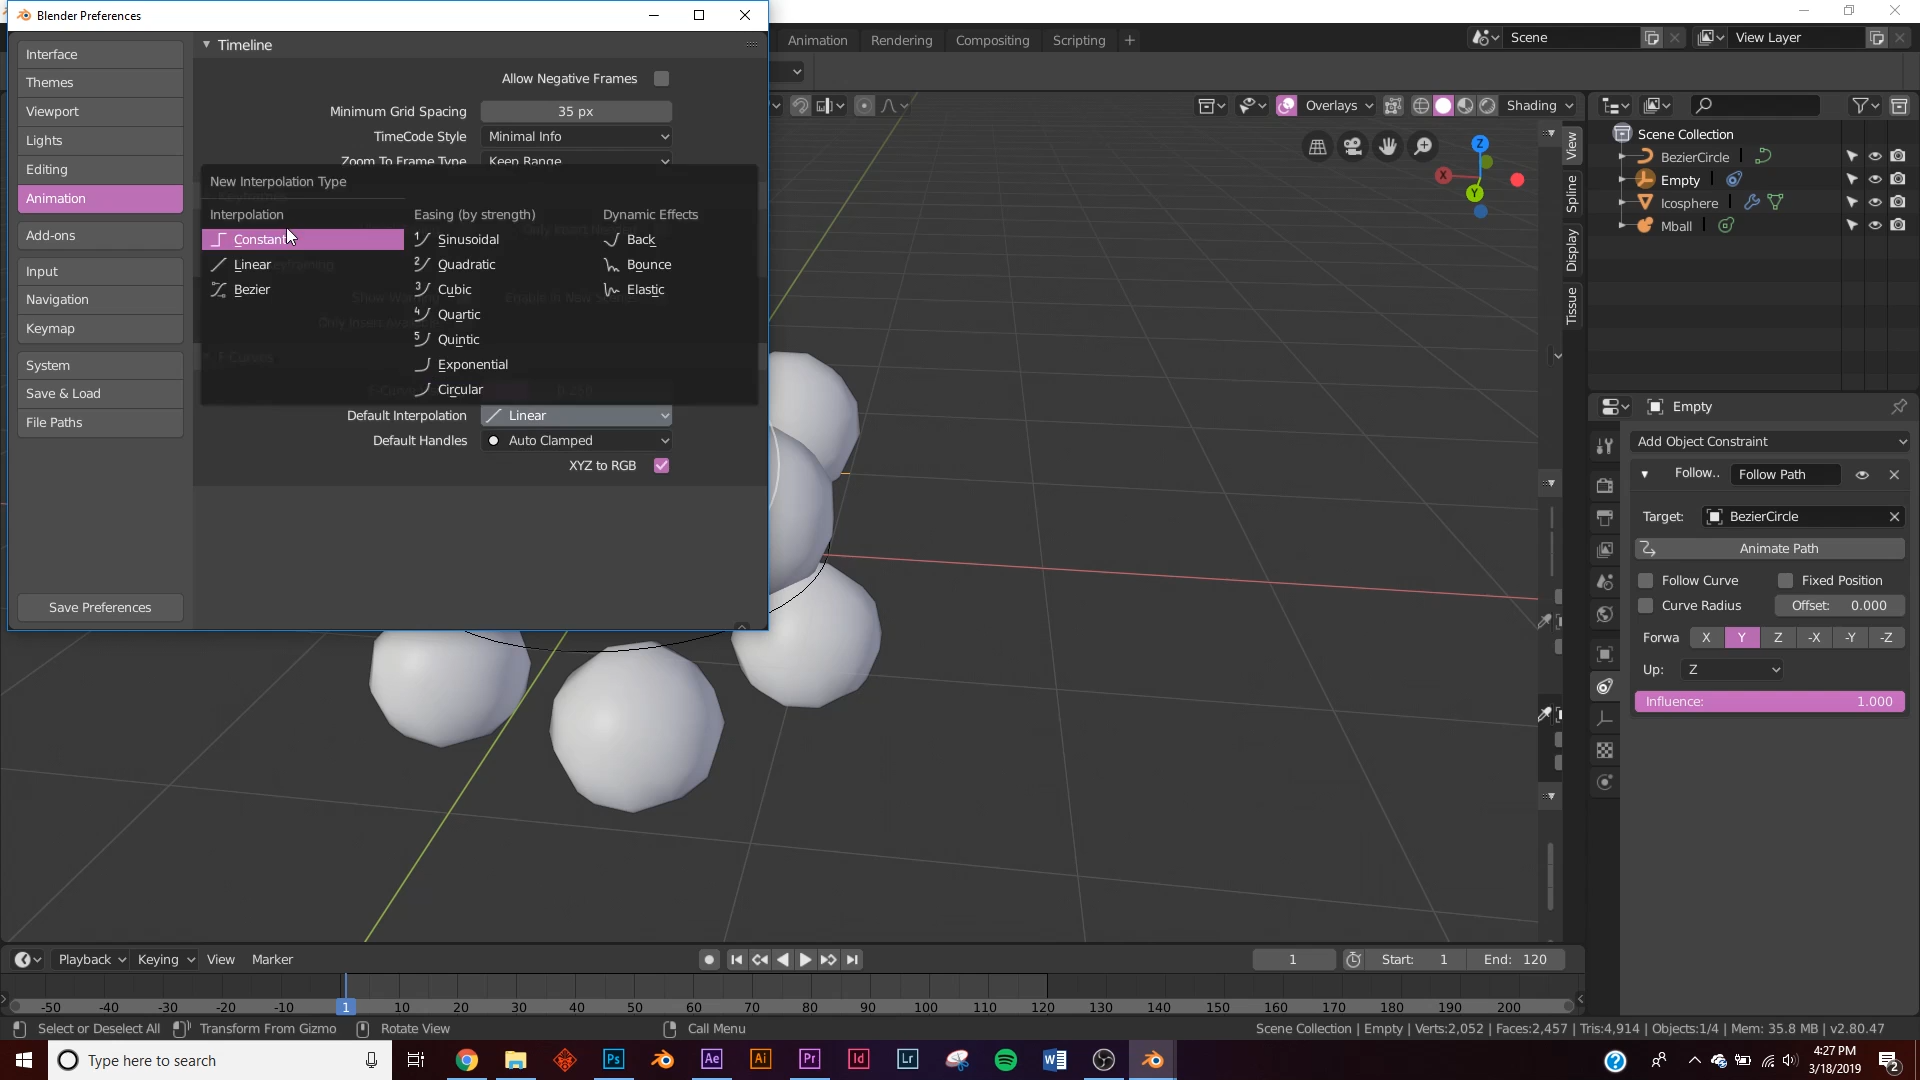 Blender Preferences
Interface
Themes
Viewport
Lights
Editing
Animation
Add-ons
Input
Navigation
Keymap
System
Save & Load
File Paths
Save Preferences
Timeline
Allow Negative Frames
Minimum Grid Spacing 35 px
TimeCode Style Minimal Info
Zoom To Frame Type Keep Range
New Interpolation Type
Interpolation Easing (by strength) Dynamic Effects
Constant Sinusoidal Back
Linear Quadratic Bounce
Bezier Cubic Elastic
Quartic
Quintic
Exponential
Circular
Default Interpolation Linear
Default Handles Auto Clamped
XYZ to RGB
Animation Rendering Compositing Scripting +
Scene View Layer
Overlays Shading
X Y Z
View
Spline
Display
Tissue
Scene Collection
BezierCircle
Empty
Icosphere
Mball
Empty
Add Object Constraint
Follow.. Follow Path
Target: BezierCircle
Animate Path
Follow Curve Fixed Position
Curve Radius Offset: 0.000
Forwa X Y Z -X -Y -Z
Up: Z
Influence: 1.000
Playback Keying View Marker 1 Start: 1 End: 120
-50 -40 -30 -20 -10 1 10 20 30 40 50 60 70 80 90 100 110 120 130 140 150 160 170 180 190 200
Select or Deselect All Transform From Gizmo Rotate View Call Menu Scene Collection | Empty | Verts:2,052 | Faces:2,457 | Tris:4,914 | Objects:1/4 | Mem: 35.8 MB | v2.80.47
Type here to search Ps Ae Ai Pr Id Lr
4:27 PM
3/18/2019
2